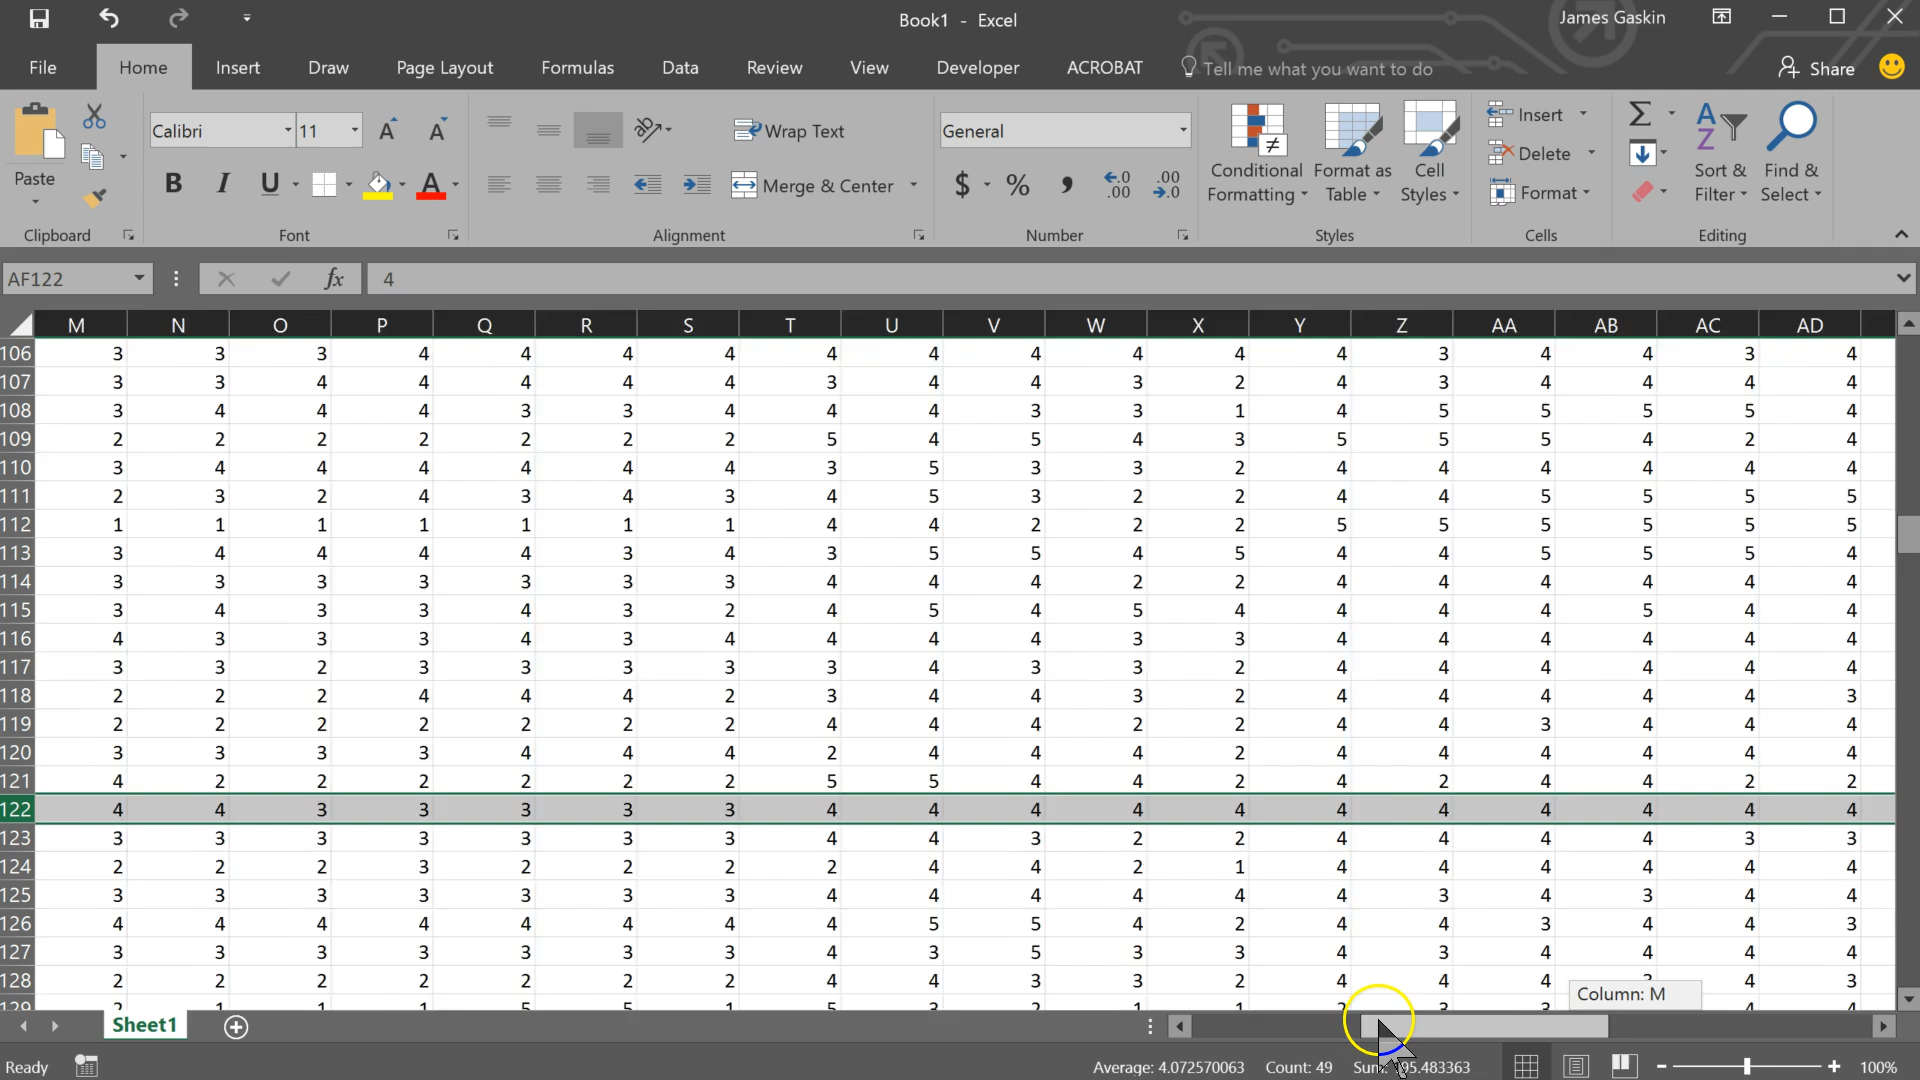 Book1 - Excel
James Gaskin
File Home Insert Draw Page Layout Formulas Data Review View Developer ACROBAT Tell me what you want to do Share
Calibri 11 Wrap Text General Insert
Paste Merge & Center Conditional Formatting Format as Table Cell Styles Delete Format Sort & Filter Find & Select
Clipboard Font Alignment Number Styles Cells Editing
AF122 fx 4
M N O P Q R S T U V W X Y Z AA AB AC AD
106 3 3 3 4 4 4 4 4 4 4 4 4 4 3 4 4 3 4
107 3 3 4 4 4 4 4 3 4 4 3 2 4 3 4 4 4 4
108 3 4 4 4 3 3 4 4 4 3 3 1 4 5 5 5 5 4
109 2 2 2 2 2 2 2 5 4 5 4 3 5 5 5 4 2 4
110 3 4 4 4 4 4 4 3 5 3 3 2 4 4 4 4 4 4
111 2 3 2 4 3 4 3 4 5 3 2 2 4 4 5 5 5 5
112 1 1 1 1 1 1 1 4 4 2 2 2 5 5 5 5 5 5
113 3 4 4 4 4 3 4 3 5 5 4 5 4 4 5 5 5 4
114 3 3 3 3 3 3 3 4 4 4 2 2 4 4 4 4 4 4
115 3 4 3 3 4 3 2 4 5 4 5 4 4 4 4 5 4 4
116 4 3 3 3 4 3 4 4 4 4 3 3 4 4 4 4 4 4
117 3 3 2 3 3 3 3 3 4 3 3 2 4 4 4 4 4 4
118 2 2 2 4 4 4 2 3 4 4 3 2 4 4 4 4 4 3
119 2 2 2 2 2 2 2 4 4 4 2 2 4 4 3 4 4 4
120 3 3 3 3 4 4 4 2 4 4 4 2 4 4 4 4 4 4
121 4 2 2 2 2 2 2 5 5 4 4 2 4 2 4 4 2 2
122 4 4 3 3 3 3 3 4 4 4 4 4 4 4 4 4 4 4
123 3 3 3 3 3 3 3 4 4 3 2 2 4 4 4 4 3 3
124 2 2 2 3 2 2 2 2 4 4 2 1 4 4 4 4 4 4
125 3 3 3 3 3 3 3 4 4 4 4 4 4 3 4 3 4 4
126 4 4 4 4 4 4 4 4 5 5 4 2 4 4 3 4 4 3
127 3 3 3 3 3 3 3 4 3 5 3 3 4 3 4 4 4 4
128 2 2 2 2 2 2 2 4 4 3 3 2 4 4 4 4 3
Column: M
Sheet1
Ready Average: 4.072570063 Count: 49 100%